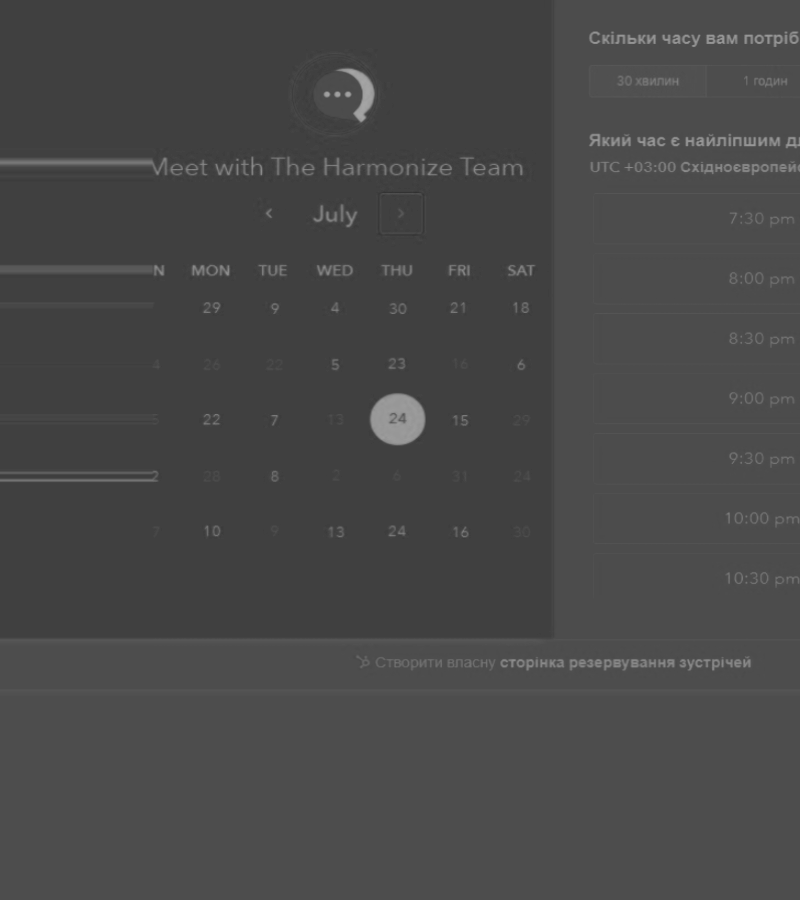 Скільки часу вам потріб
30 хвилин 1 годин
Meet with The Harmonize Team
Який час є найліпшим д
UTC +03:00 Східноєвропейс
July
N MON TUE WED THU FRI SAT
29 9 4 30 21 18
4 26 22 5 23 16 6
5 22 7 13 24 15 29
2 28 8 2 6 31 24
7 10 9 13 24 16 30
7:30 pm
8:00 pm
8:30 pm
9:00 pm
9:30 pm
10:00 pm
10:30 pm
Створити власну сторінка резервування зустрічей